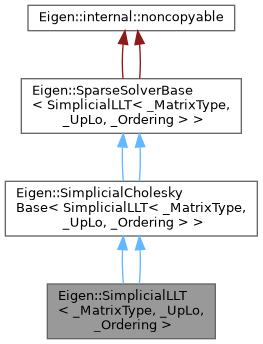 Eigen::internal::noncopyable
Eigen::SparseSolverBase
< SimplicialLLT< _MatrixType,
_UpLo, _Ordering > >
Eigen::SimplicialCholesky
Base< SimplicialLLT< _MatrixType,
_UpLo, _Ordering > >
Eigen::SimplicialLLT
< _MatrixType, _UpLo,
_Ordering >